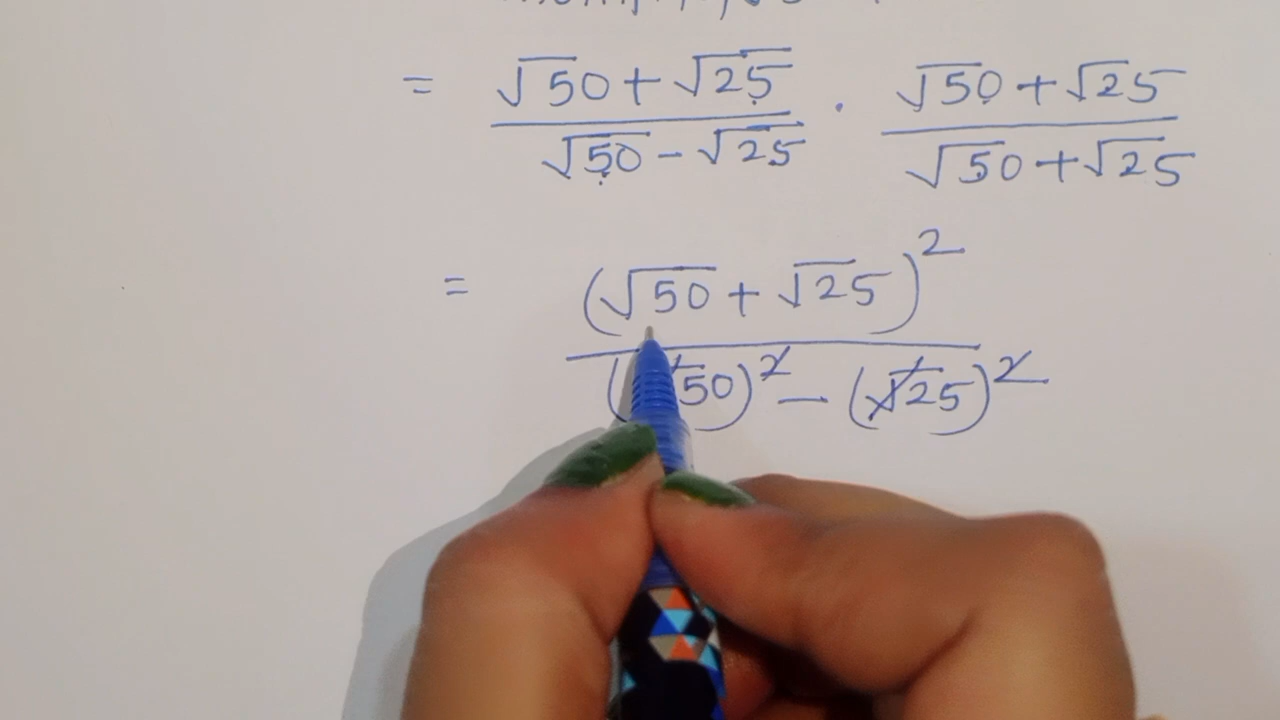 = (√50 + √25)/(√50 - √25) · (√50 + √25)/(√50 + √25)
= (√50 + √25)²/((√50)² - (√25)²)